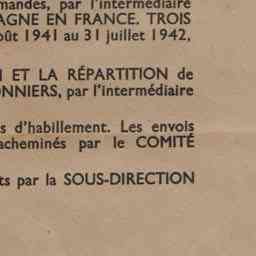 mandes, par l'intermédiaire
AGNE EN FRANCE. TROIS
oût 1941 au 31 juillet 1942,
ET LA RÉPARTITION de
ONNIERS, par l'intermédiaire
s d'habillement. Les envois
acheminés par le COMITÉ
ts par la SOUS-DIRECTION